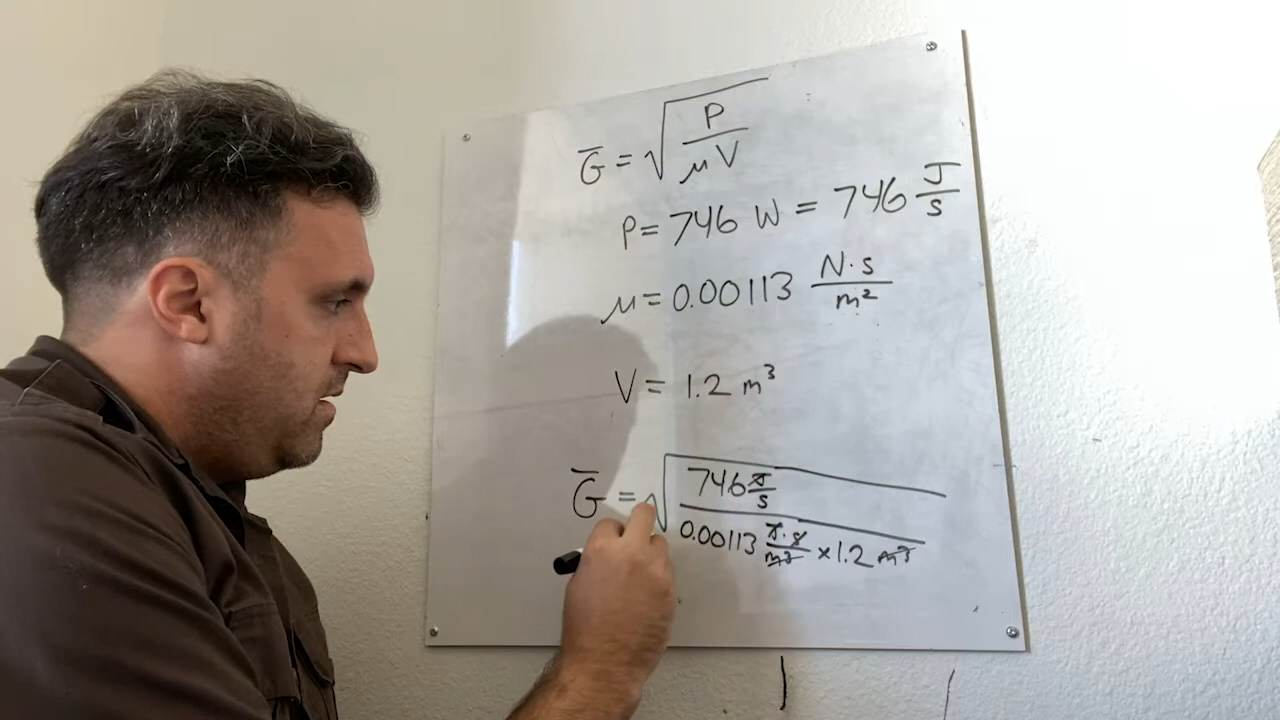 G̅ = √(P / μV)
P = 746 W = 746 J/s
μ = 0.00113 N·s/m²
V = 1.2 m³
G̅ = √(746 J/s / 0.00113 J·s/m³ × 1.2 m³)